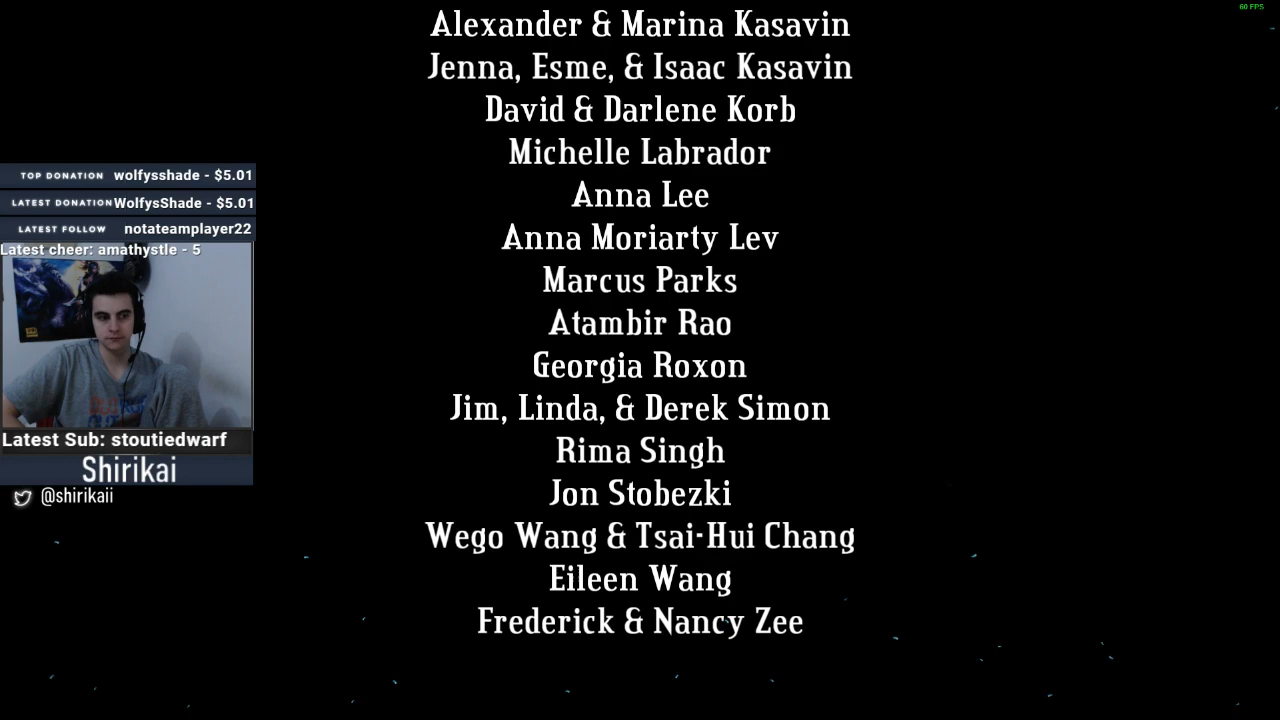 60 FPS
Alexander & Marina Kasavin
Jenna, Esme, & Isaac Kasavin
David & Darlene Korb
Michelle Labrador
Anna Lee
Anna Moriarty Lev
Marcus Parks
Atambir Rao
Georgia Roxon
Jim, Linda, & Derek Simon
Rima Singh
Jon Stobezki
Wego Wang & Tsai-Hui Chang
Eileen Wang
Frederick & Nancy Zee
TOP DONATION wolfysshade - $5.01
LATEST DONATION WolfysShade - $5.01
LATEST FOLLOW notateamplayer22
Latest cheer: amathystle - 5
Latest Sub: stoutiedwarf
Shirikai
@shirikaii